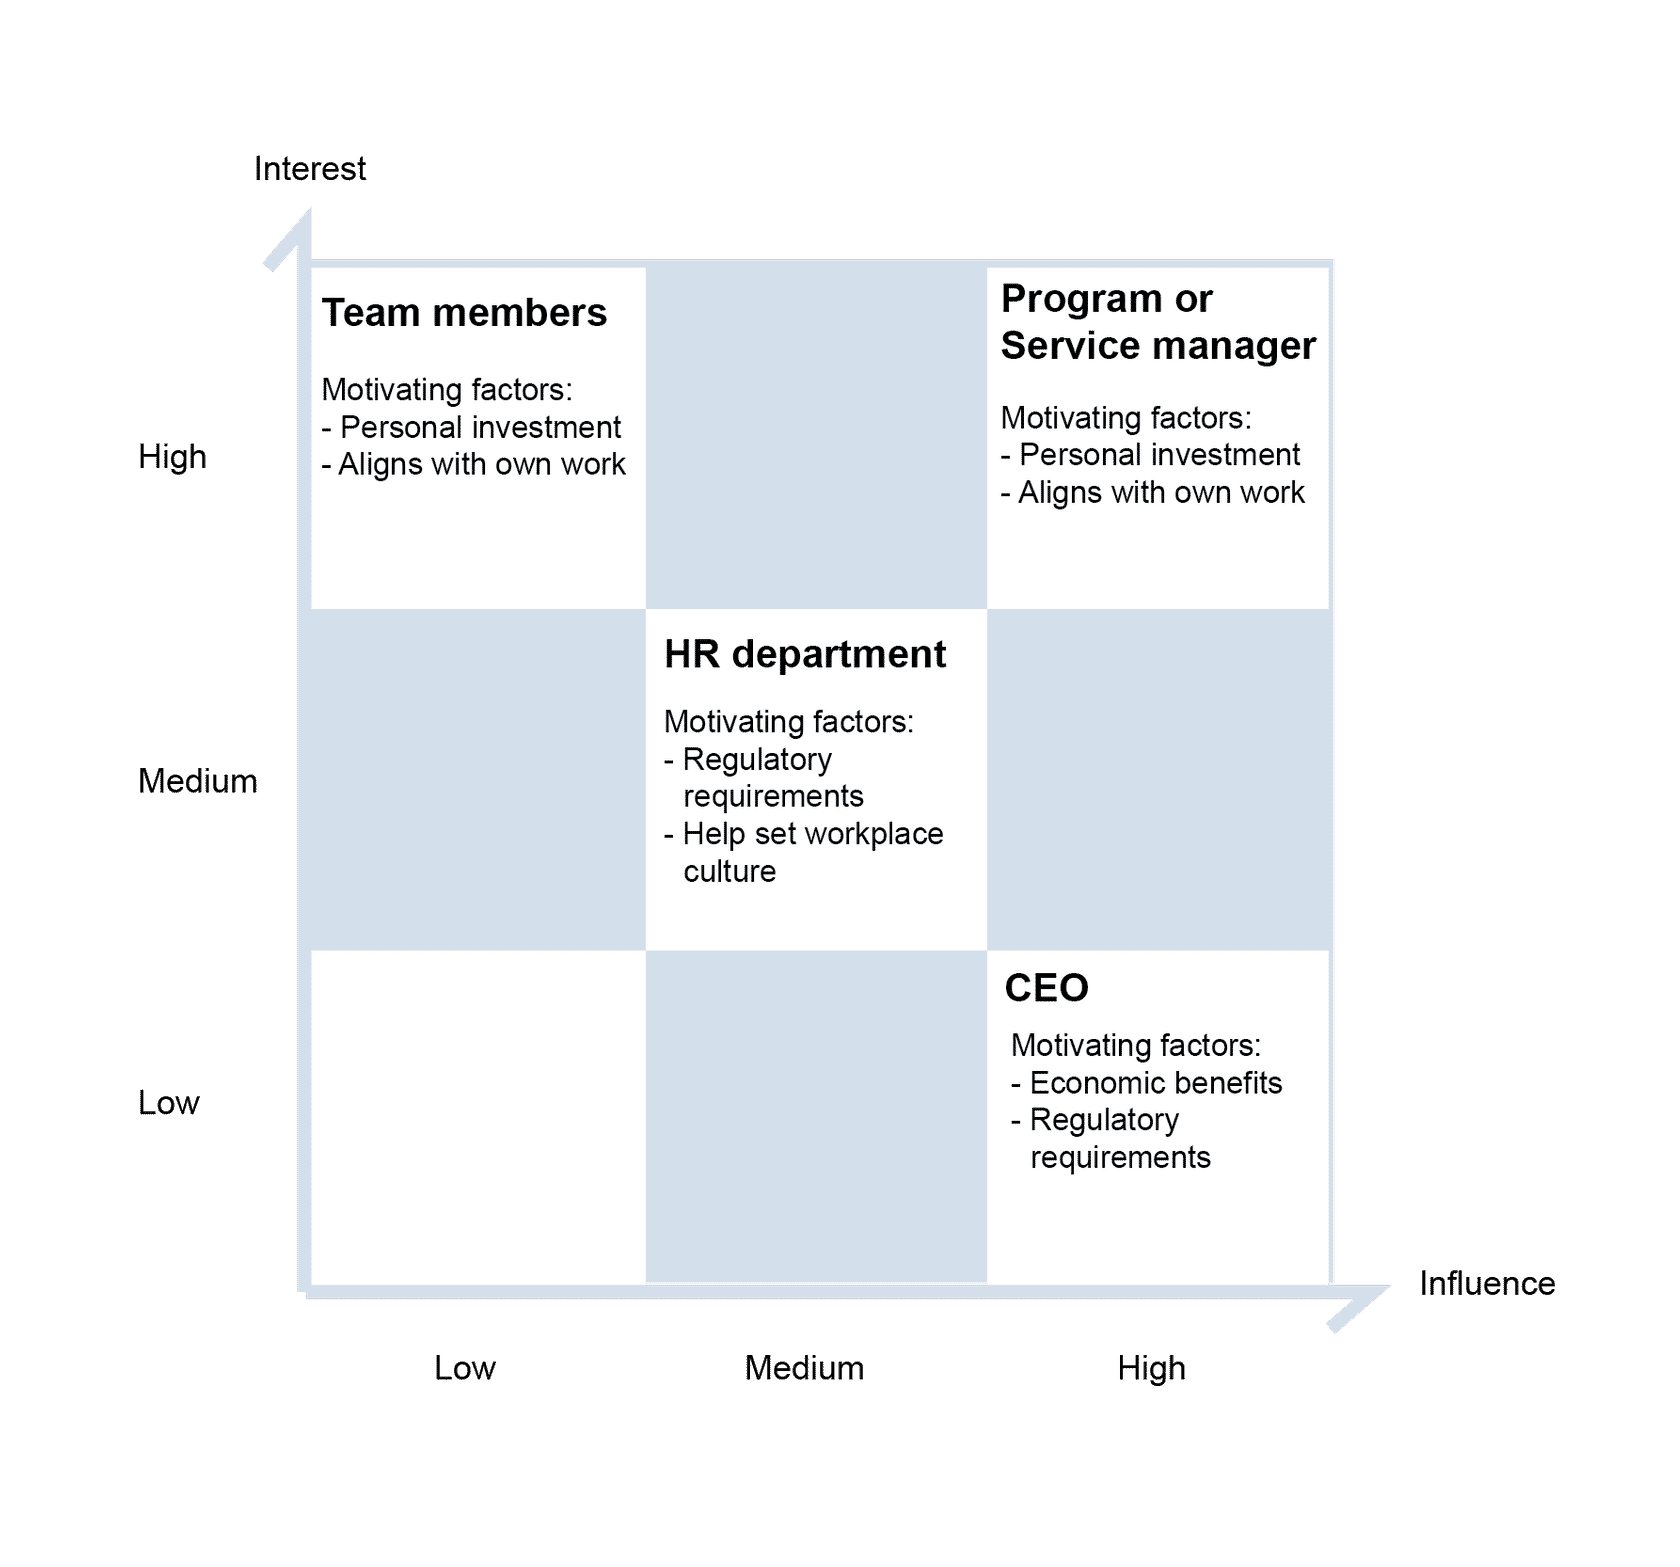 Interest
Team members
Motivating factors:
- Personal investment
- Aligns with own work
Program or
Service manager
Motivating factors:
- Personal investment
- Aligns with own work
High
HR department
Motivating factors:
- Regulatory
requirements
- Help set workplace
culture
Medium
CEO
Motivating factors:
- Economic benefits
- Regulatory
requirements
Low
Influence
Low
Medium
High